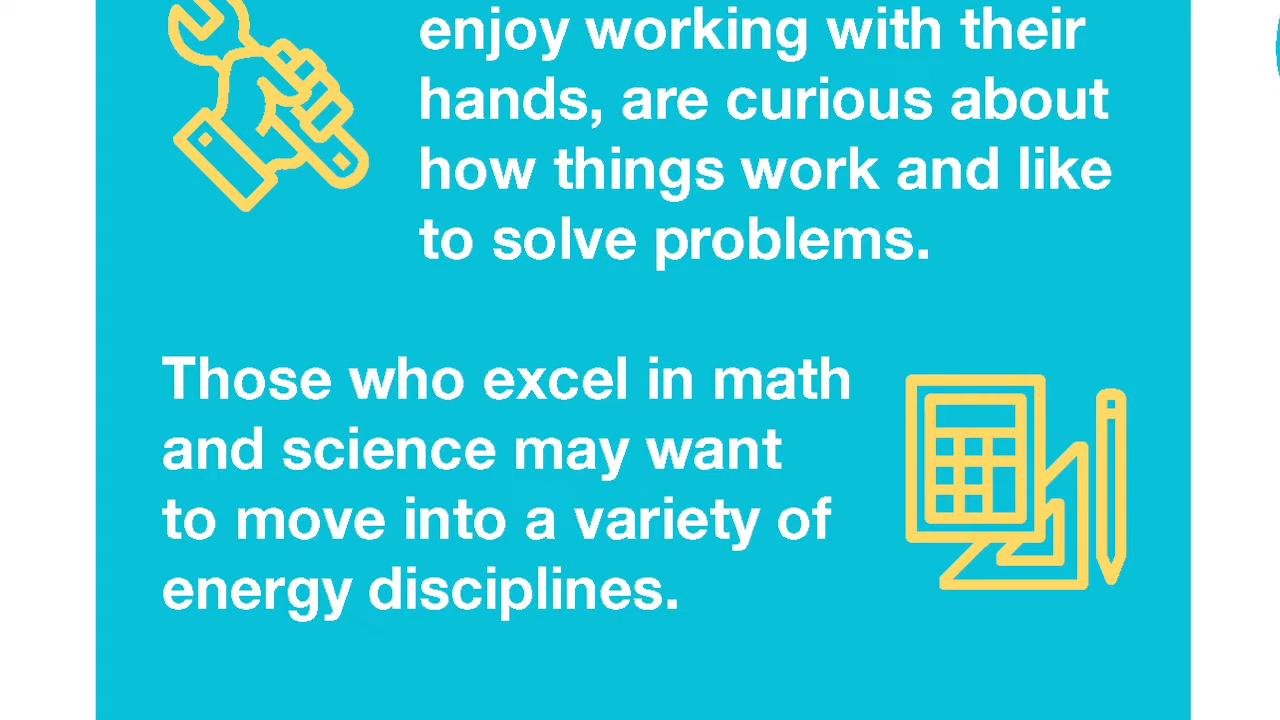 enjoy working with their
hands, are curious about
how things work and like
to solve problems.
Those who excel in math
and science may want
to move into a variety of
energy disciplines.